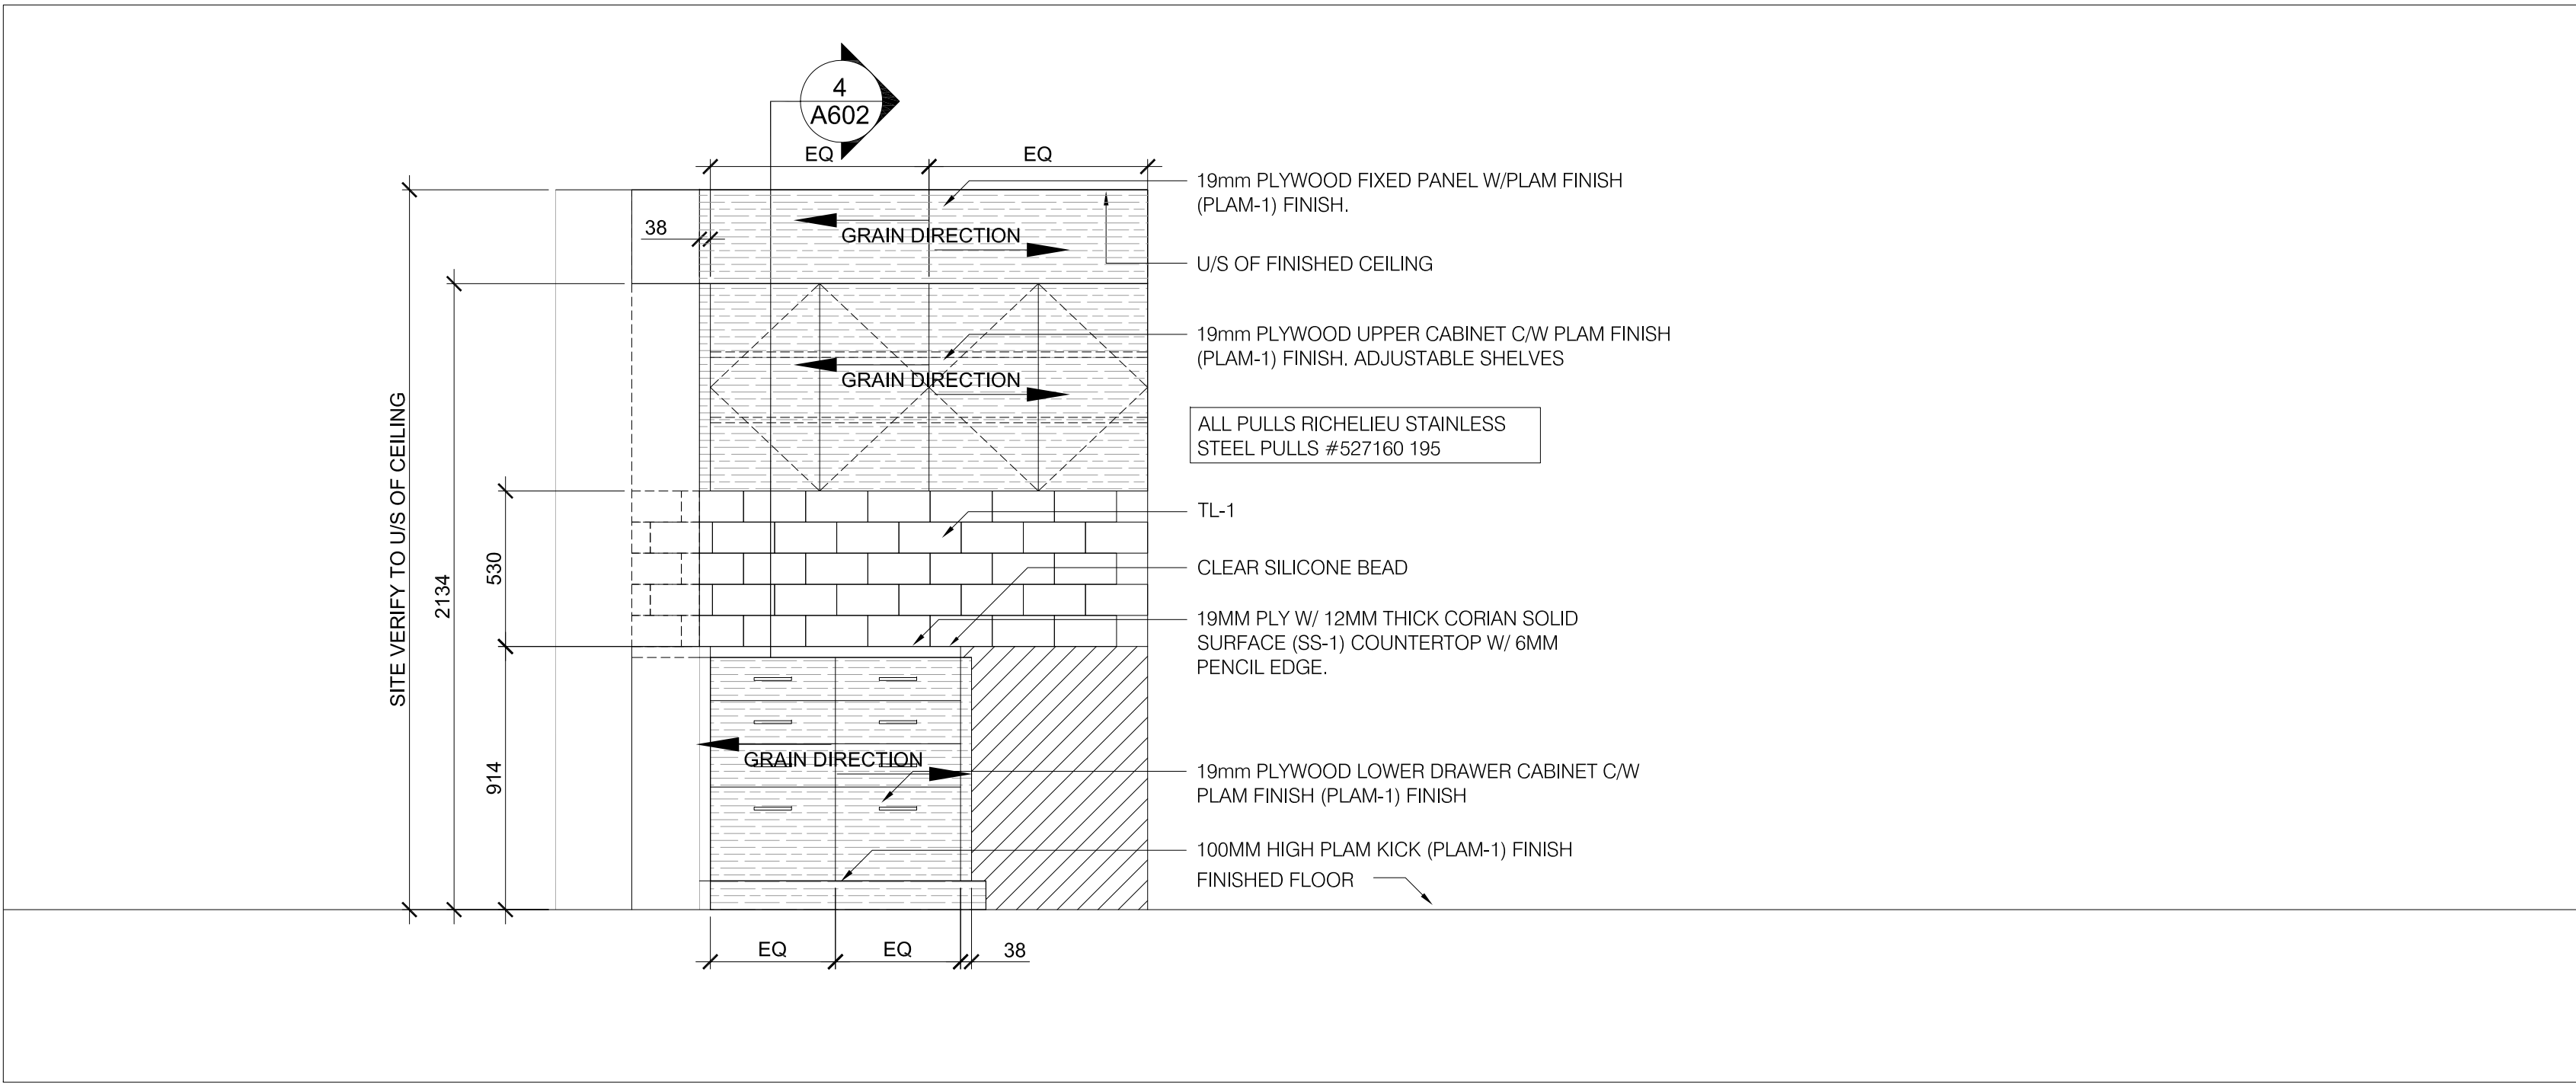 4
A602
EQ
EQ
19mm PLYWOOD FIXED PANEL W/PLAM FINISH
(PLAM-1) FINISH.
38
GRAIN DIRECTION
U/S OF FINISHED CEILING
19mm PLYWOOD UPPER CABINET C/W PLAM FINISH
(PLAM-1) FINISH. ADJUSTABLE SHELVES
GRAIN DIRECTION
ALL PULLS RICHELIEU STAINLESS
STEEL PULLS #527160 195
SITE VERIFY TO U/S OF CEILING
2134
530
TL-1
CLEAR SILICONE BEAD
19MM PLY W/ 12MM THICK CORIAN SOLID
SURFACE (SS-1) COUNTERTOP W/ 6MM
PENCIL EDGE.
914
GRAIN DIRECTION
19mm PLYWOOD LOWER DRAWER CABINET C/W
PLAM FINISH (PLAM-1) FINISH
100MM HIGH PLAM KICK (PLAM-1) FINISH
FINISHED FLOOR
EQ
EQ
38